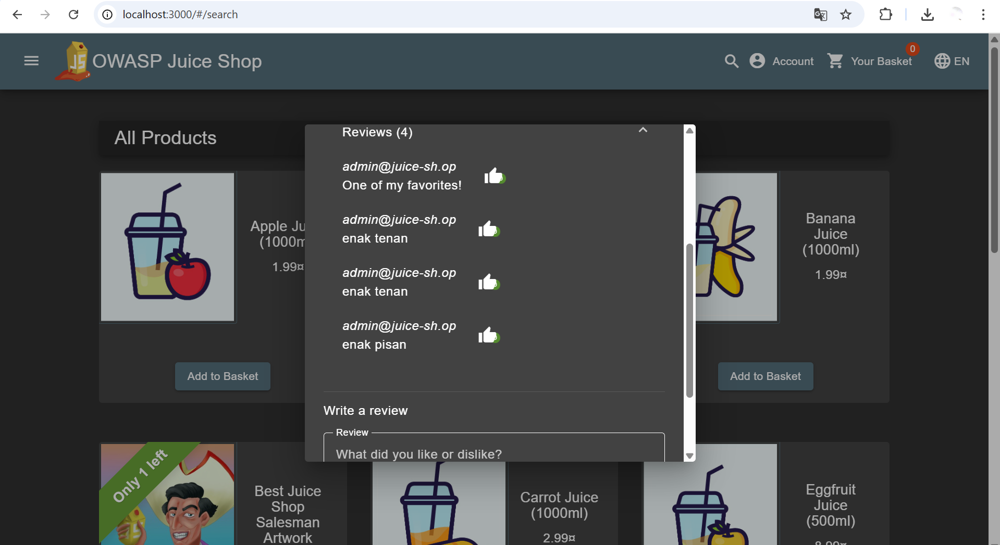 localhost:3000/#/search
OWASP Juice Shop
Account
0
Your Basket
EN
All Products
Reviews (4)
admin@juice-sh.op
One of my favorites!
admin@juice-sh.op
enak tenan
admin@juice-sh.op
enak tenan
admin@juice-sh.op
enak pisan
Write a review
Review
What did you like or dislike?
Apple Ju
(1000m
1.99¤
Add to Basket
Banana
Juice
(1000ml)
1.99¤
Add to Basket
Only 1 left
Best Juice
Shop
Salesman
Artwork
Carrot Juice
(1000ml)
2.99¤
Eggfruit
Juice
(500ml)
8.99¤
JS